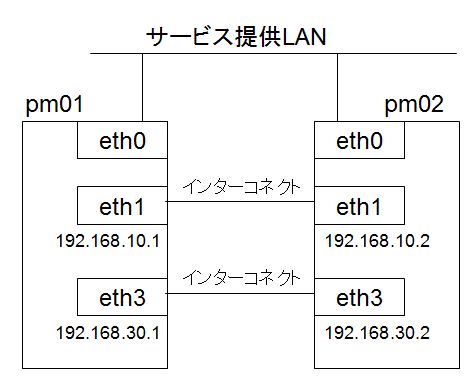 サービス提供LAN
pm01
pm02
eth0
eth0
インターコネクト
eth1
eth1
192.168.10.1
192.168.10.2
インターコネクト
eth3
eth3
192.168.30.1
192.168.30.2